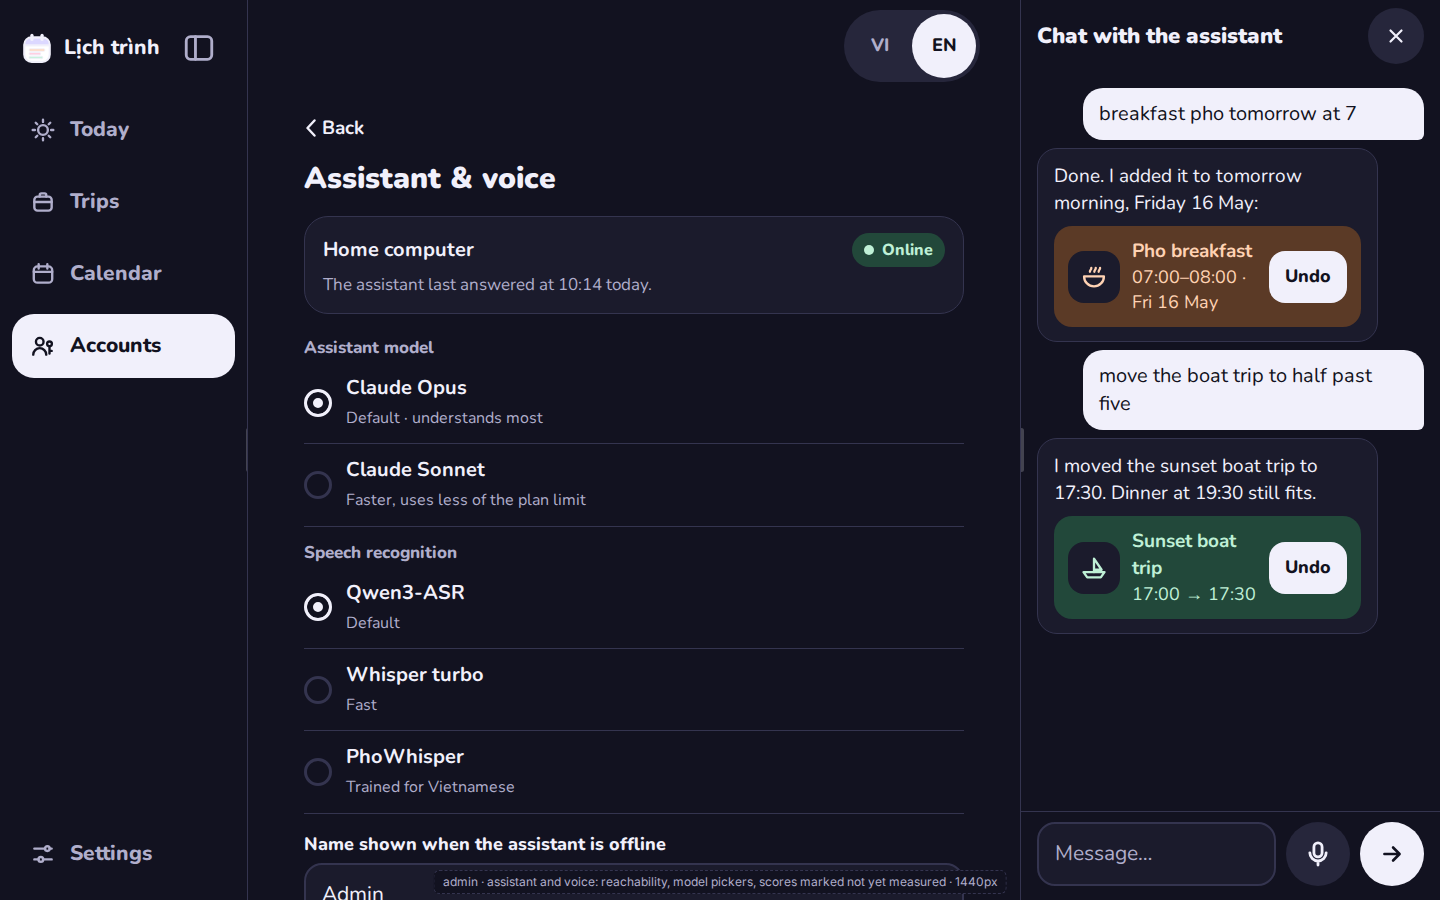 Lịch trình
Today
Trips
Calendar
Accounts
Settings
VI
EN
Back
Assistant & voice
Home computer
Online
The assistant last answered at 10:14 today.
Assistant model
Claude Opus
Default · understands most
Claude Sonnet
Faster, uses less of the plan limit
Speech recognition
Qwen3-ASR
Default
Whisper turbo
Fast
PhoWhisper
Trained for Vietnamese
Name shown when the assistant is offline
Admin
admin · assistant and voice: reachability, model pickers, scores marked not yet measured · 1440px
Chat with the assistant
breakfast pho tomorrow at 7
Done. I added it to tomorrow
morning, Friday 16 May:
Pho breakfast
07:00–08:00 ·
Fri 16 May
Undo
move the boat trip to half past
five
I moved the sunset boat trip to
17:30. Dinner at 19:30 still fits.
Sunset boat
trip
17:00 → 17:30
Undo
Message...